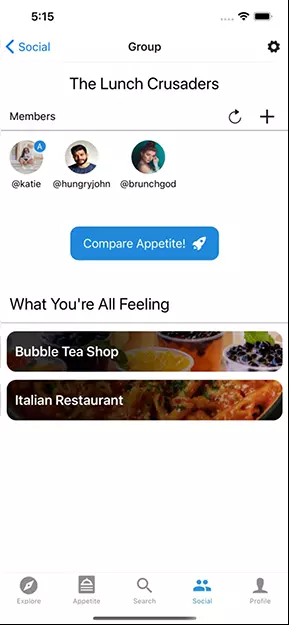 5:15
Social
Group
The Lunch Crusaders
Members
A
@katie
@hungryjohn
@brunchgod
Compare Appetite!
What You're All Feeling
Bubble Tea Shop
Italian Restaurant
Explore
Appetite
Search
Social
Profile